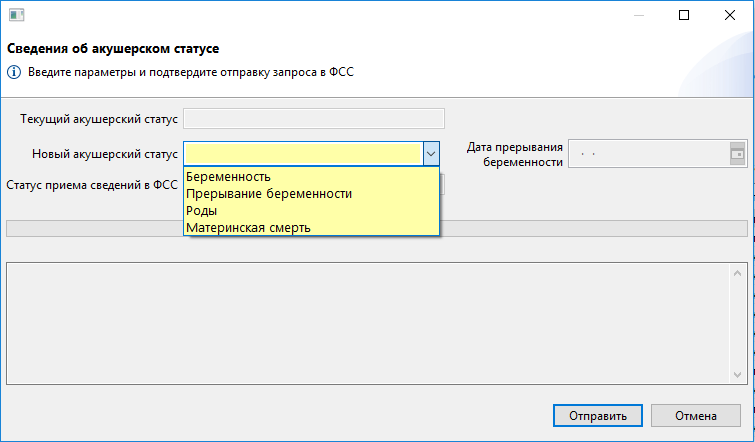 Сведения об акушерском статусе
Введите параметры и подтвердите отправку запроса в ФСС
Текущий акушерский статус
Новый акушерский статус
Дата прерывания
беременности
. .
Статус приема сведений в ФСС
Беременность
Прерывание беременности
Роды
Материнская смерть
Отправить
Отмена